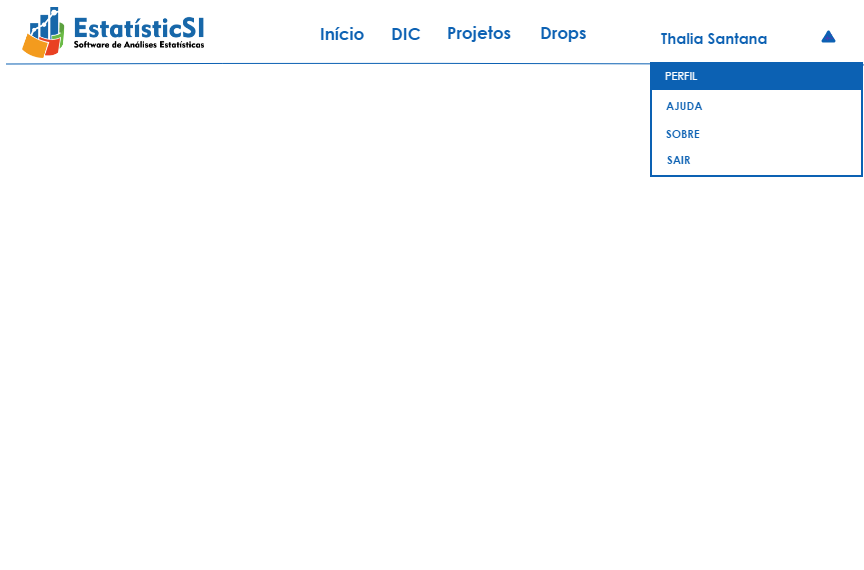 EstatísticSI
Software de Análises Estatísticas
Início DIC Projetos Drops Thalia Santana
PERFIL
AJUDA
SOBRE
SAIR